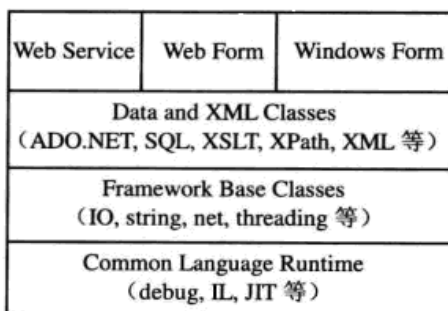 Web Service Web Form Windows Form
Data and XML Classes
（ADO.NET, SQL, XSLT, XPath, XML 等）
Framework Base Classes
（IO, string, net, threading 等）
Common Language Runtime
（debug, IL, JIT 等）